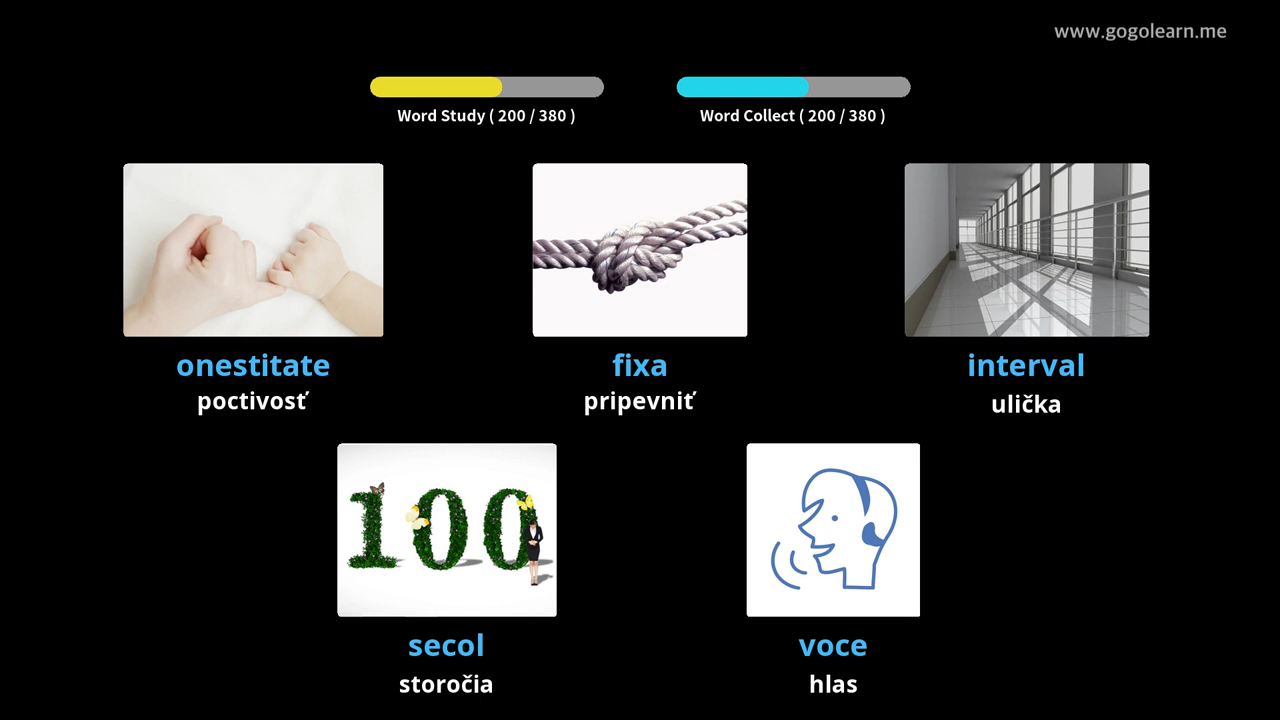 www.gogolearn.me
Word Study ( 200 / 380 )
Word Collect ( 200 / 380 )
onestitate
poctivosť
fixa
pripevniť
interval
ulička
100
secol
storočia
voce
hlas